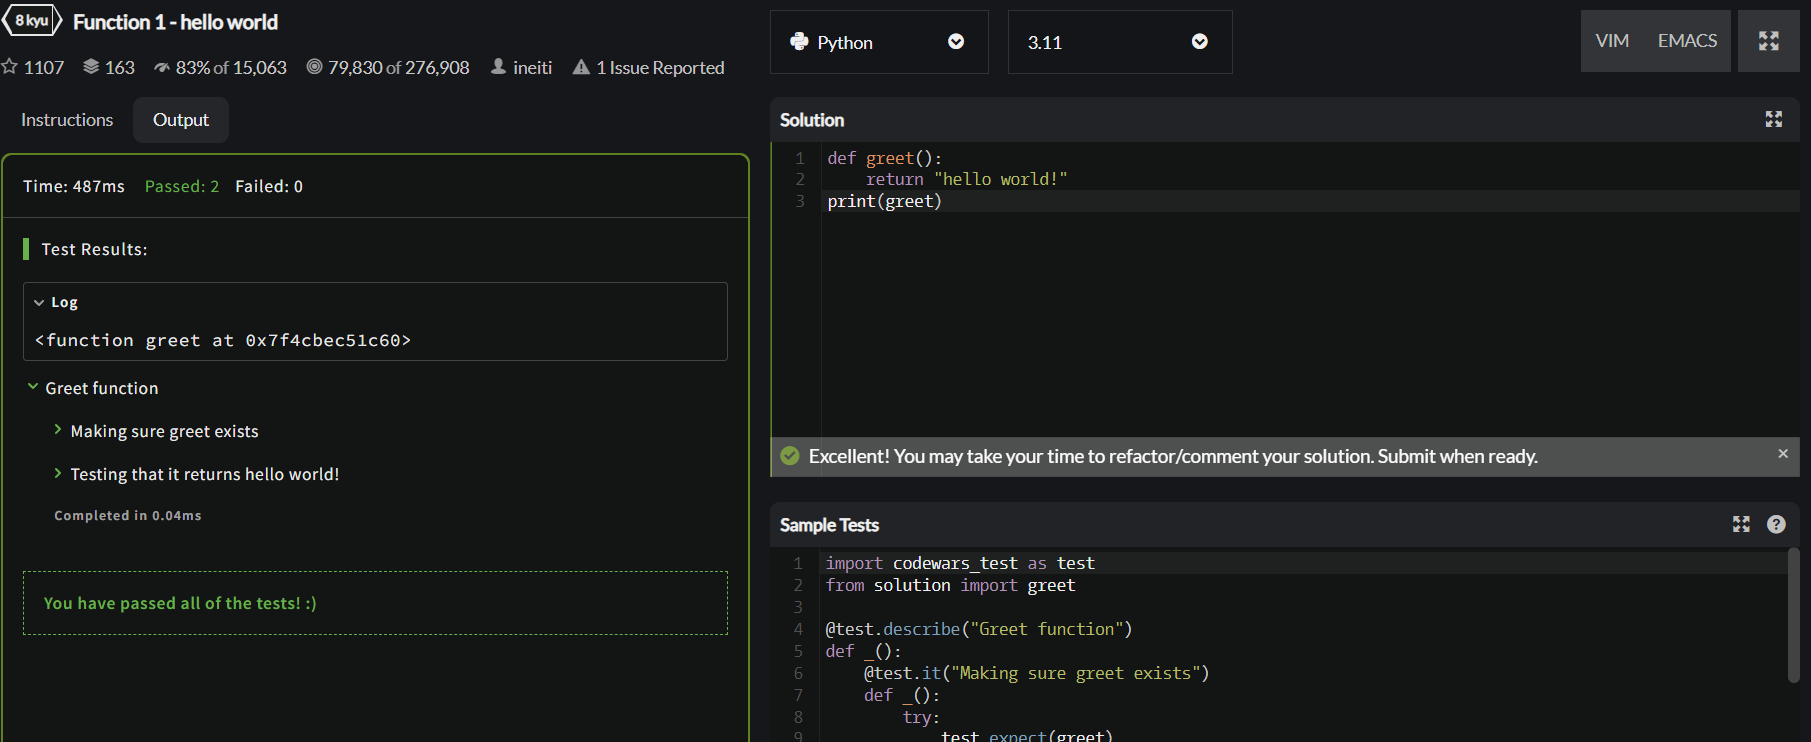 8 kyu Function 1 - hello world
1107 163 83% of 15,063 79,830 of 276,908 ineiti 1 Issue Reported
Instructions Output
Time: 487ms Passed: 2 Failed: 0
Test Results:
Log
<function greet at 0x7f4cbec51c60>
Greet function
Making sure greet exists
Testing that it returns hello world!
Completed in 0.04ms
You have passed all of the tests! :)
Python 3.11 VIM EMACS
Solution
1 def greet():
2     return "hello world!"
3 print(greet)
Excellent! You may take your time to refactor/comment your solution. Submit when ready. ×
Sample Tests ?
1 import codewars_test as test
2 from solution import greet
3
4 @test.describe("Greet function")
5 def _():
6     @test.it("Making sure greet exists")
7     def _():
8         try:
9             test.expect(greet)